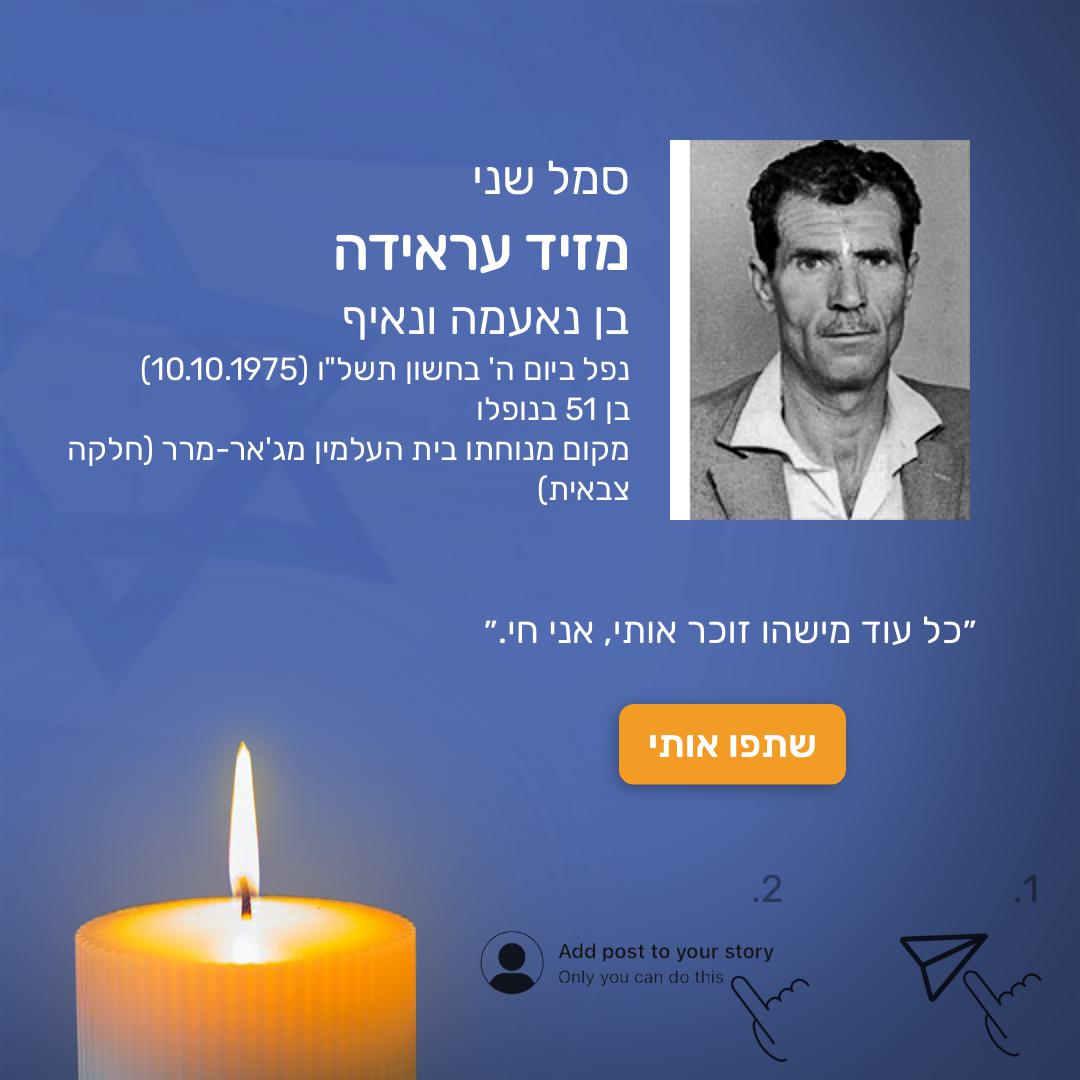 סמל שני
מזיד עראידה
בן נאעמה ונאיף
נפל ביום ה' בחשון תשל"ו (10.10.1975)
בן 51 בנופלו
מקום מנוחתו בית העלמין מג'אר-מרר (חלקה
צבאית)
״כל עוד מישהו זוכר אותי, אני חי.״
שתפו אותי
1.
2.
Add post to your story
Only you can do this